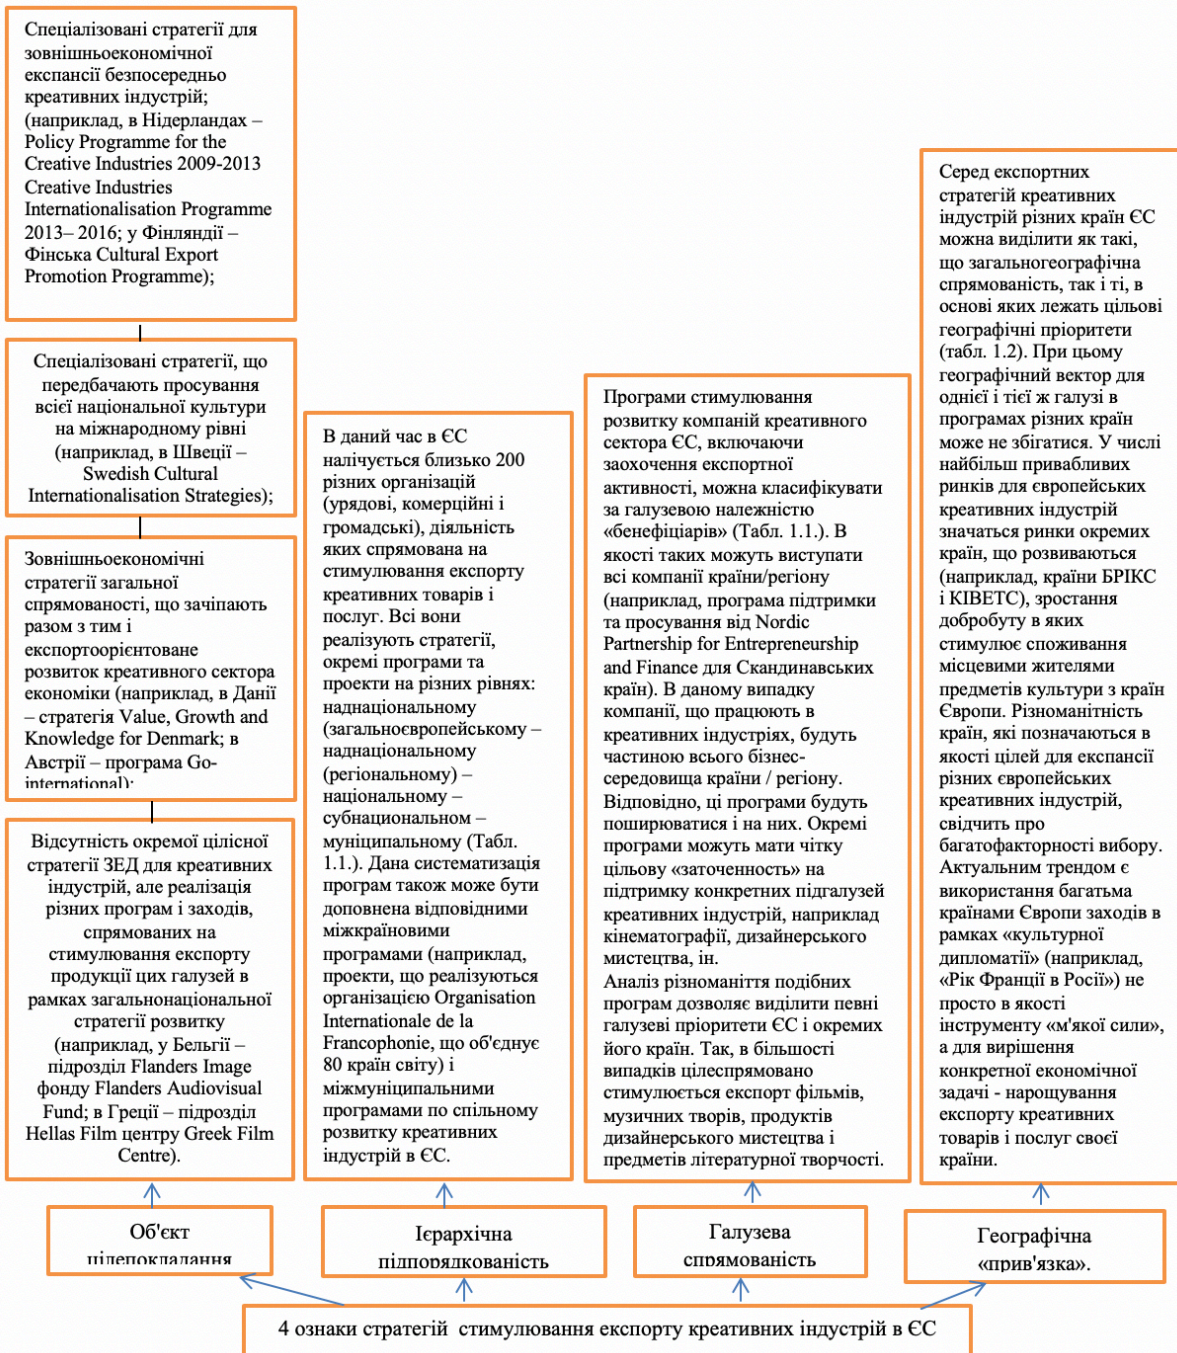 Спеціалізовані стратегії для
зовнішньоекономічної
експансії безпосередньо
креативних індустрій;
(наприклад, в Нідерландах –
Policy Programme for the
Creative Industries 2009-2013
Creative Industries
Internationalisation Programme
2013– 2016; у Фінляндії –
Фінська Cultural Export
Promotion Programme);
Спеціалізовані стратегії, що
передбачають просування
всієї національної культури
на міжнародному рівні
(наприклад, в Швеції –
Swedish Cultural
Internationalisation Strategies);
Зовнішньоекономічні
стратегії загальної
спрямованості, що зачіпають
разом з тим і
експортоорієнтоване
розвиток креативного сектора
економіки (наприклад, в Данії
– стратегія Value, Growth and
Knowledge for Denmark; в
Австрії – програма Go-
international);
Відсутність окремої цілісної
стратегії ЗЕД для креативних
індустрій, але реалізація
різних програм і заходів,
спрямованих на
стимулювання експорту
продукції цих галузей в
рамках загальнонаціональної
стратегії розвитку
(наприклад, у Бельгії –
підрозділ Flanders Image
фонду Flanders Audiovisual
Fund; в Греції – підрозділ
Hellas Film центру Greek Film
Centre).
В даний час в ЄС
налічується близько 200
різних організацій
(урядові, комерційні і
громадські), діяльність
яких спрямована на
стимулювання експорту
креативних товарів і
послуг. Всі вони
реалізують стратегії,
окремі програми та
проекти на різних рівнях:
наднаціональному
(загальноєвропейському –
наднаціональному
(регіональному) –
національному –
субнациональном –
муніципальному (Табл.
1.1.). Дана систематизація
програм також може бути
доповнена відповідними
міжкраїновими
програмами (наприклад,
проекти, що реалізуються
організацією Organisation
Internationale de la
Francophonie, що об'єднує
80 країн світу) і
міжмуніципальними
програмами по спільному
розвитку креативних
індустрій в ЄС.
Програми стимулювання
розвитку компаній креативного
сектора ЄС, включаючи
заохочення експортної
активності, можна класифікувати
за галузевою належністю
«бенефіціарів» (Табл. 1.1.). В
якості таких можуть виступати
всі компанії країни/регіону
(наприклад, програма підтримки
та просування від Nordic
Partnership for Entrepreneurship
and Finance для Скандинавських
країн). В даному випадку
компанії, що працюють в
креативних індустріях, будуть
частиною всього бізнес-
середовища країни / регіону.
Відповідно, ці програми будуть
поширюватися і на них. Окремі
програми можуть мати чітку
цільову «заточенность» на
підтримку конкретних підгалузей
креативних індустрій, наприклад
кінематографії, дизайнерського
мистецтва, ін.
Аналіз різноманіття подібних
програм дозволяє виділити певні
галузеві пріоритети ЄС і окремих
його країн. Так, в більшості
випадків цілеспрямовано
стимулюється експорт фільмів,
музичних творів, продуктів
дизайнерського мистецтва і
предметів літературної творчості.
Серед експортних
стратегій креативних
індустрій різних країн ЄС
можна виділити як такі,
що загальногеографічна
спрямованість, так і ті, в
основі яких лежать цільові
географічні пріоритети
(табл. 1.2). При цьому
географічний вектор для
однієї і тієї ж галузі в
програмах різних країн
може не збігатися. У числі
найбільш привабливих
ринків для європейських
креативних індустрій
значаться ринки окремих
країн, що розвиваються
(наприклад, країни БРІКС
і КІВЕТС), зростання
добробуту в яких
стимулює споживання
місцевими жителями
предметів культури з країн
Європи. Різноманітність
країн, які позначаються в
якості цілей для експансії
різних європейських
креативних індустрій,
свідчить про
багатофакторності вибору.
Актуальним трендом є
використання багатьма
країнами Європи заходів в
рамках «культурної
дипломатії» (наприклад,
«Рік Франції в Росії») не
просто в якості
інструменту «м'якої сили»,
а для вирішення
конкретної економічної
задачі - нарощування
експорту креативних
товарів і послуг своєї
країни.
Об'єкт
цілепокладання
Ієрархічна
підпорядкованість
Галузева
спрямованість
Географічна
«прив'язка».
4 ознаки стратегій стимулювання експорту креативних індустрій в ЄС